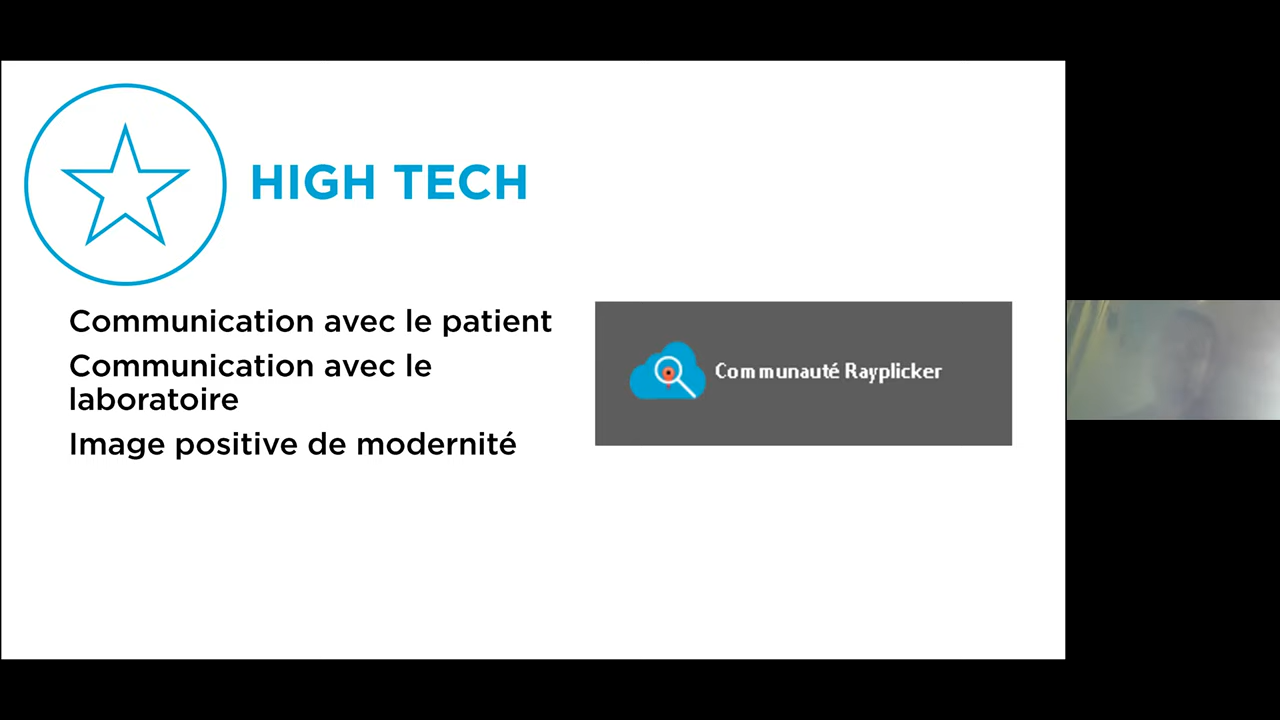 HIGH TECH
Communication avec le patient
Communication avec le
laboratoire
Image positive de modernité
Communauté Rayplicker